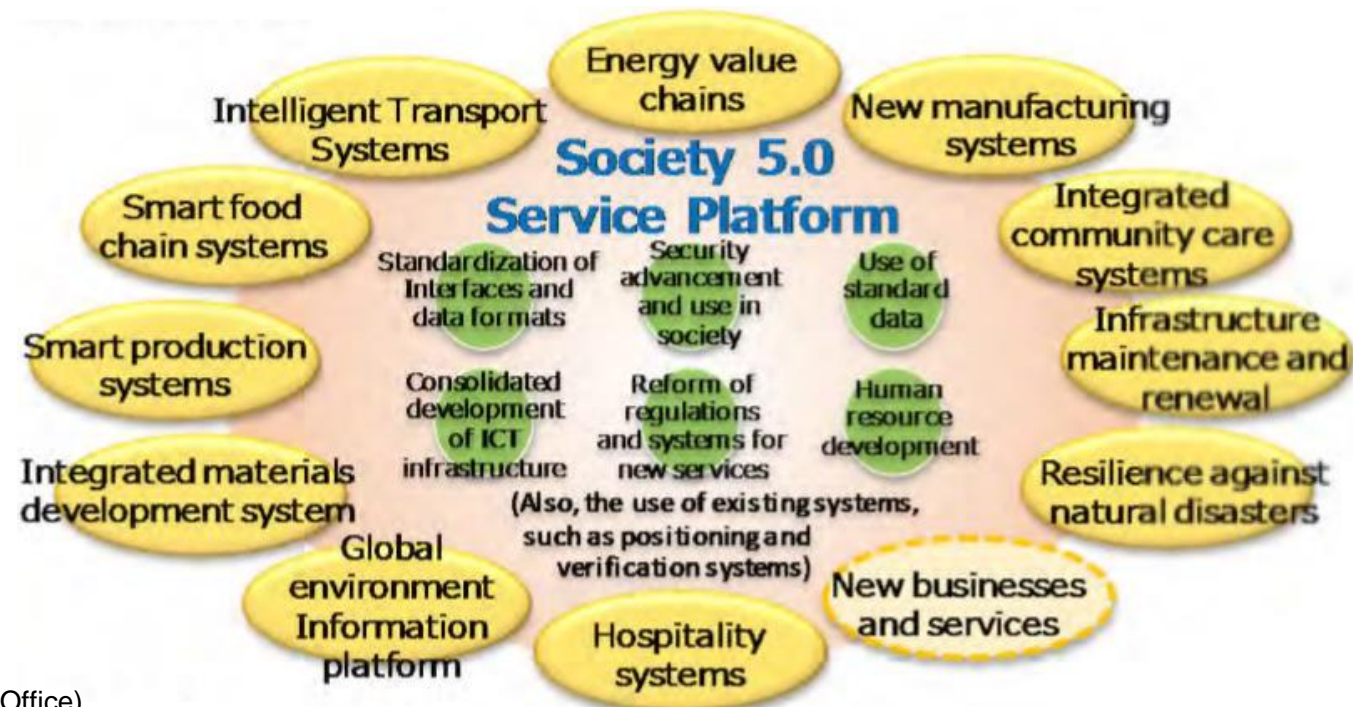 Energy value
chains
Intelligent Transport
Systems
New manufacturing
systems
Society 5.0
Service Platform
Smart food
chain systems
Integrated
community care
systems
Standardization of
Interfaces and
data formats
Security
advancement
and use in
society
Use of
standard
data
Smart production
systems
Infrastructure
maintenance and
renewal
Consolidated
development
of ICT
infrastructure
Reform of
regulations
and systems for
new services
Human
resource
development
Integrated materials
development system
Resilience against
natural disasters
(Also, the use of existing systems,
such as positioning and
verification systems)
Global
environment
Information
platform
Hospitality
systems
New businesses
and services
Office)